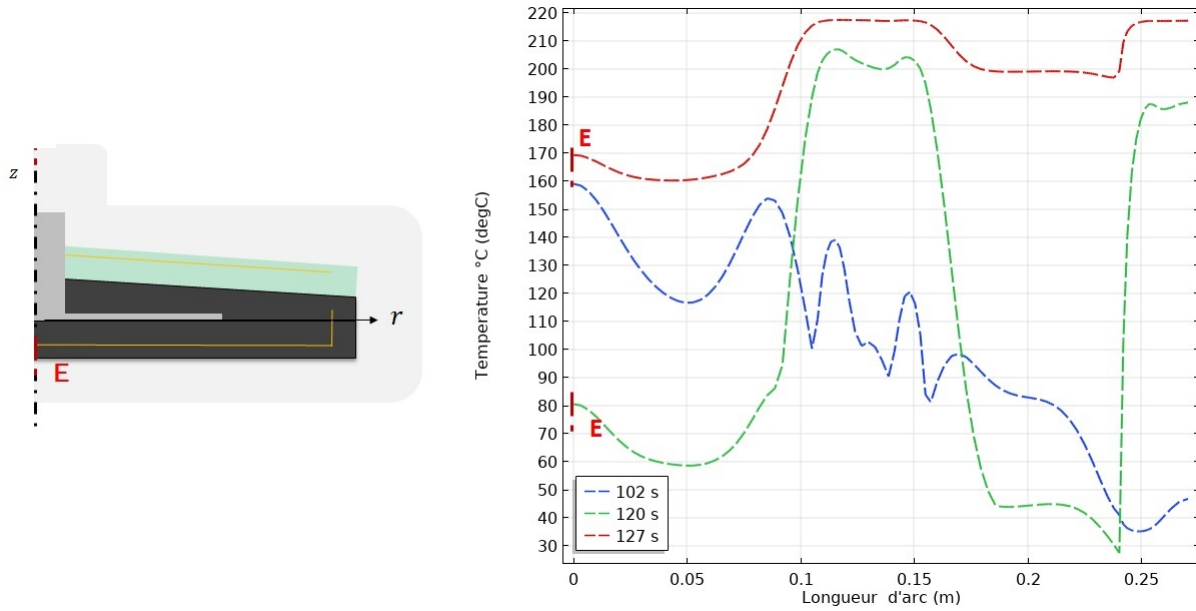 z
r
E
220
210
200
190
180
170
160
150
140
130
120
110
100
90
80
70
60
50
40
30
Temperature °C (degC)
E
E
102 s
120 s
127 s
0 0.05 0.1 0.15 0.2 0.25
Longueur d'arc (m)